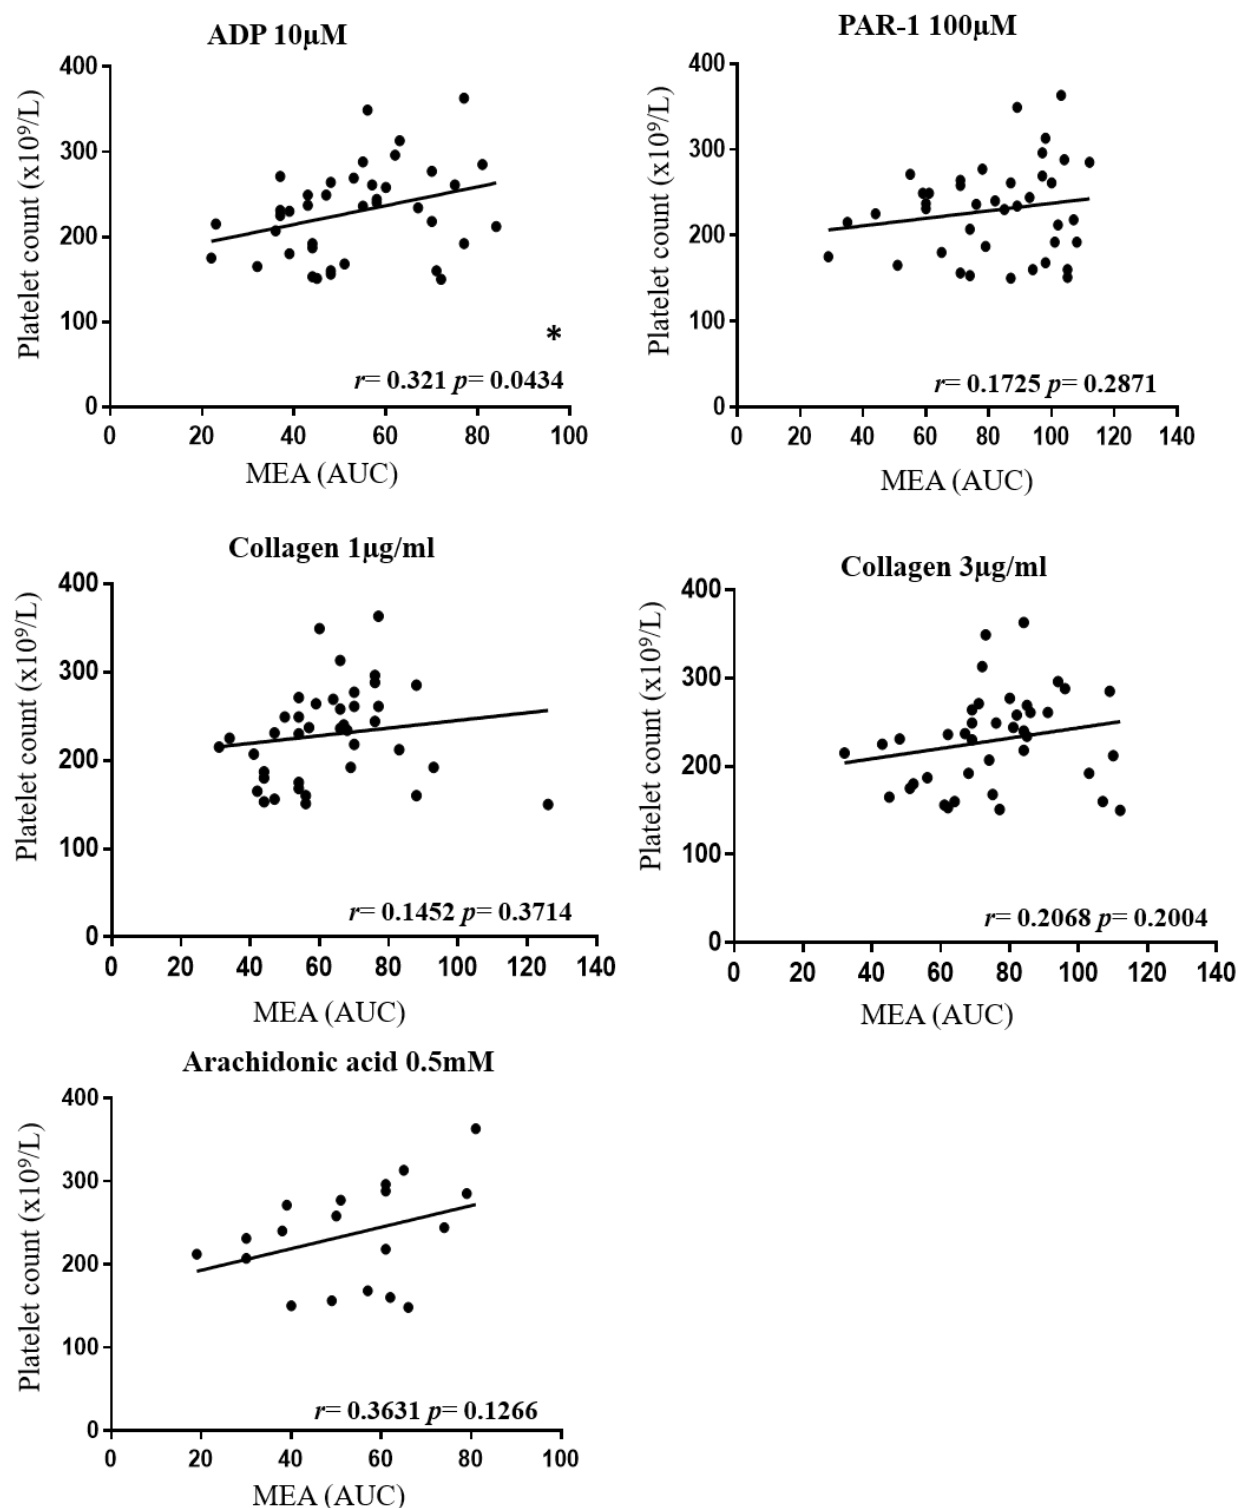 ADP 10μM
Platelet count (x10⁹/L)
400
300
200
100
0
*
r= 0.321 p= 0.0434
0 20 40 60 80 100
MEA (AUC)
PAR-1 100μM
Platelet count (x10⁹/L)
400
300
200
100
0
r= 0.1725 p= 0.2871
0 20 40 60 80 100 120 140
MEA (AUC)
Collagen 1μg/ml
Platelet count (x10⁹/L)
400
300
200
100
0
r= 0.1452 p= 0.3714
0 20 40 60 80 100 120 140
MEA (AUC)
Collagen 3μg/ml
Platelet count (x10⁹/L)
400
300
200
100
0
r= 0.2068 p= 0.2004
0 20 40 60 80 100 120 140
MEA (AUC)
Arachidonic acid 0.5mM
Platelet count (x10⁹/L)
400
300
200
100
0
r= 0.3631 p= 0.1266
0 20 40 60 80 100
MEA (AUC)